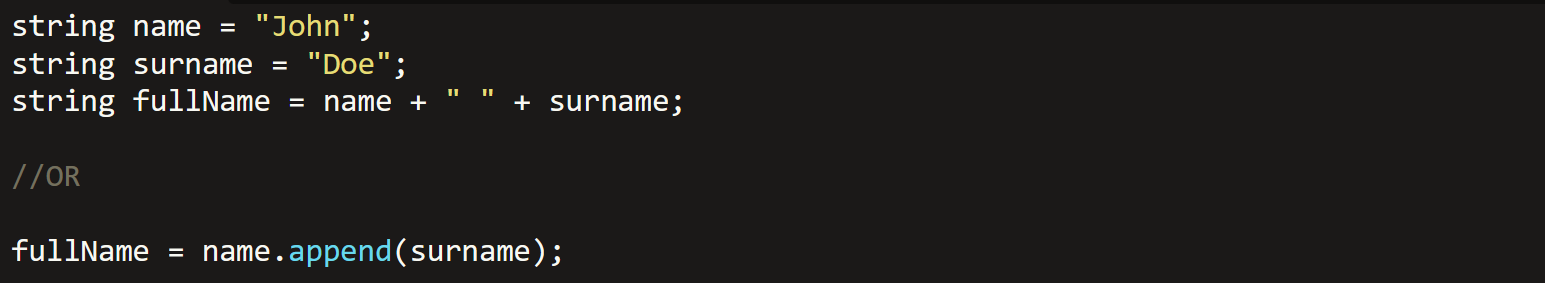 string name = "John";
string surname = "Doe";
string fullName = name + " " + surname;
//OR
fullName = name.append(surname);